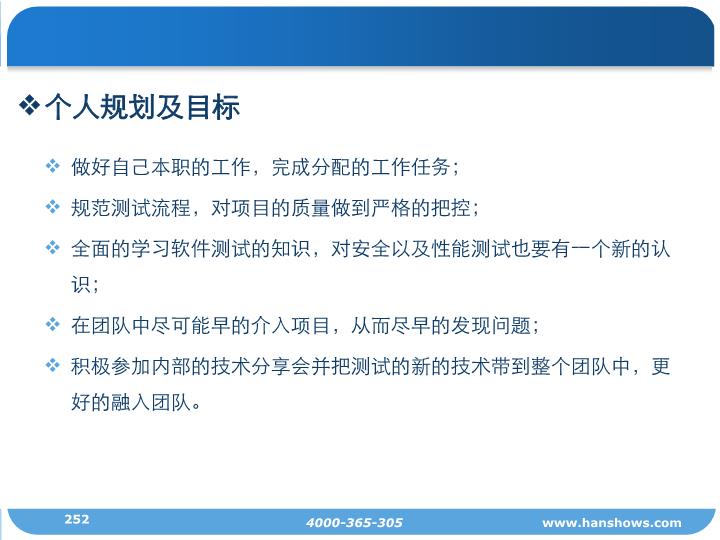 个人规划及目标
做好自己本职的工作，完成分配的工作任务；
规范测试流程，对项目的质量做到严格的把控；
全面的学习软件测试的知识，对安全以及性能测试也要有一个新的认
识；
在团队中尽可能早的介入项目，从而尽早的发现问题；
积极参加内部的技术分享会并把测试的新的技术带到整个团队中，更
好的融入团队。
252
4000-365-305
www.hanshows.com